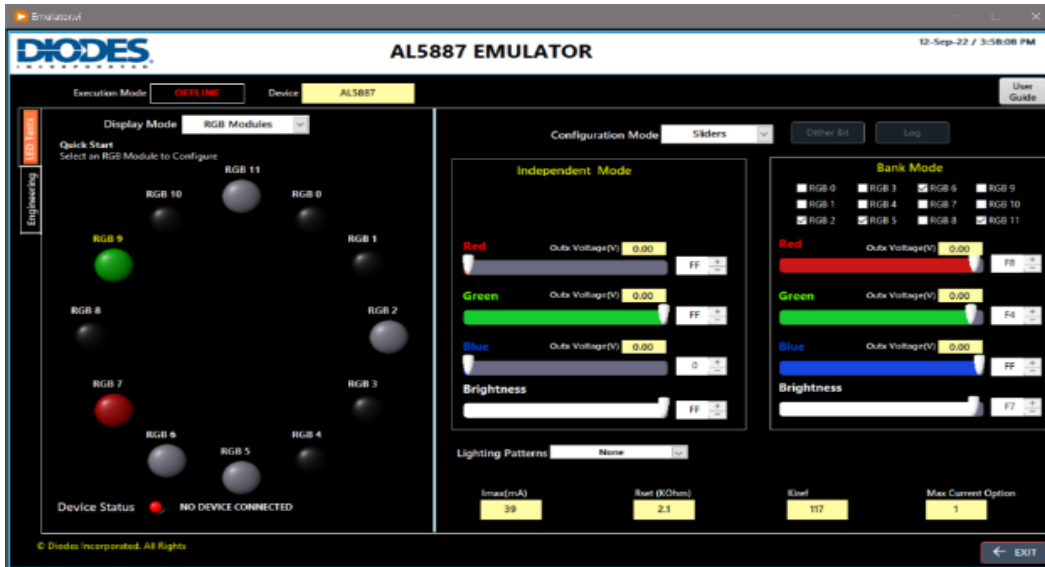 Emulator.vi
DIODES
INCORPORATED
AL5887 EMULATOR
12-Sep-22 / 3:58:08 PM
Execution Mode OFFLINE Device AL5887
User Guide
LED Tests
Engineering
Display Mode RGB Modules
Quick Start
Select an RGB Module to Configure
RGB 11
RGB 10 RGB 0
RGB 9 RGB 1
RGB 8 RGB 2
RGB 7 RGB 3
RGB 6 RGB 4
RGB 5
Device Status NO DEVICE CONNECTED
Configuration Mode Sliders Dither Bit Log
Independent Mode
Red Outx Voltage(V) 0.00
FF
Green Outx Voltage(V) 0.00
FF
Blue Outx Voltage(V) 0.00
0
Brightness
FF
Bank Mode
RGB 0 RGB 3 RGB 6 RGB 9
RGB 1 RGB 4 RGB 7 RGB 10
RGB 2 RGB 5 RGB 8 RGB 11
Red Outx Voltage(V) 0.00
F8
Green Outx Voltage(V) 0.00
F4
Blue Outx Voltage(V) 0.00
FF
Brightness
F7
Lighting Patterns None
Imax(mA) Rset (KOhm) Kiref Max Current Option
39 2.1 117 1
© Diodes Incorporated. All Rights
EXIT